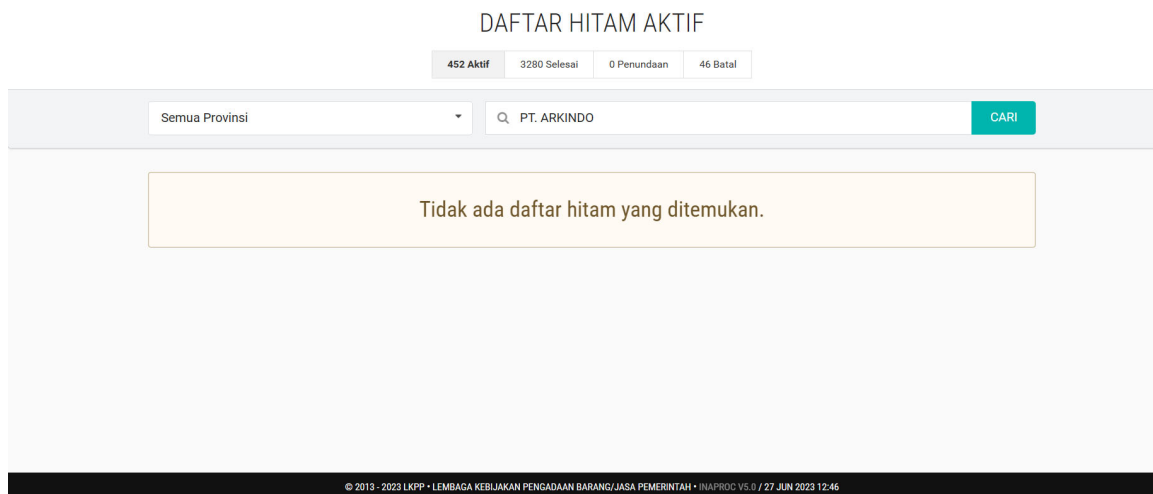 DAFTAR HITAM AKTIF
452 Aktif 3280 Selesai 0 Penundaan 46 Batal
Semua Provinsi PT. ARKINDO CARI
Tidak ada daftar hitam yang ditemukan.
© 2013 - 2023 LKPP • LEMBAGA KEBIJAKAN PENGADAAN BARANG/JASA PEMERINTAH • INAPROC V5.0 / 27 JUN 2023 12:46